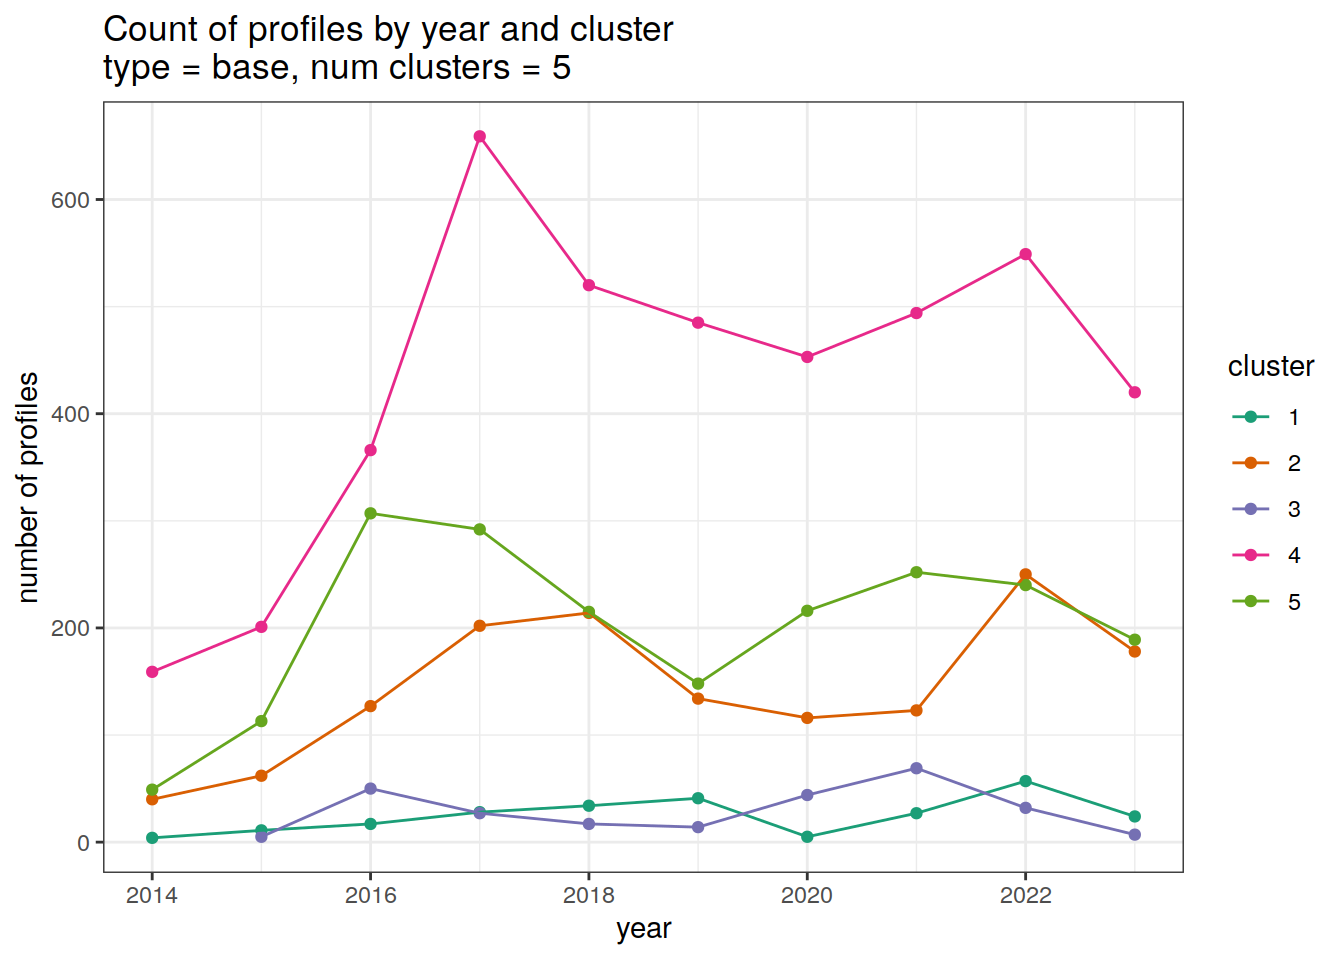 Count of profiles by year and cluster
type = base, num clusters = 5
number of profiles
600
400
200
0
2014
2016
2018
2020
2022
year
cluster
1
2
3
4
5